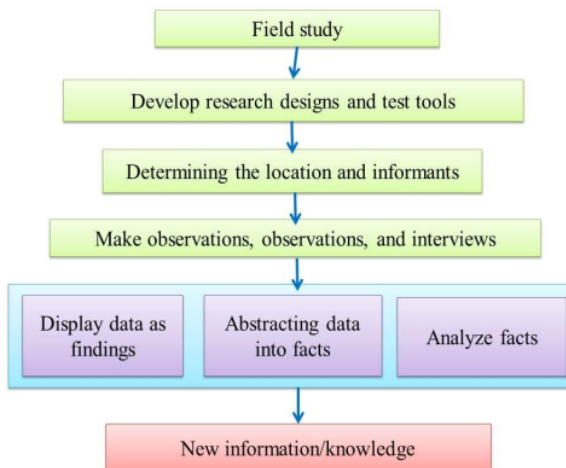 Field study
Develop research designs and test tools
Determining the location and informants
Make observations, observations, and interviews
Display data as
findings
Abstracting data
into facts
Analyze facts
New information/knowledge